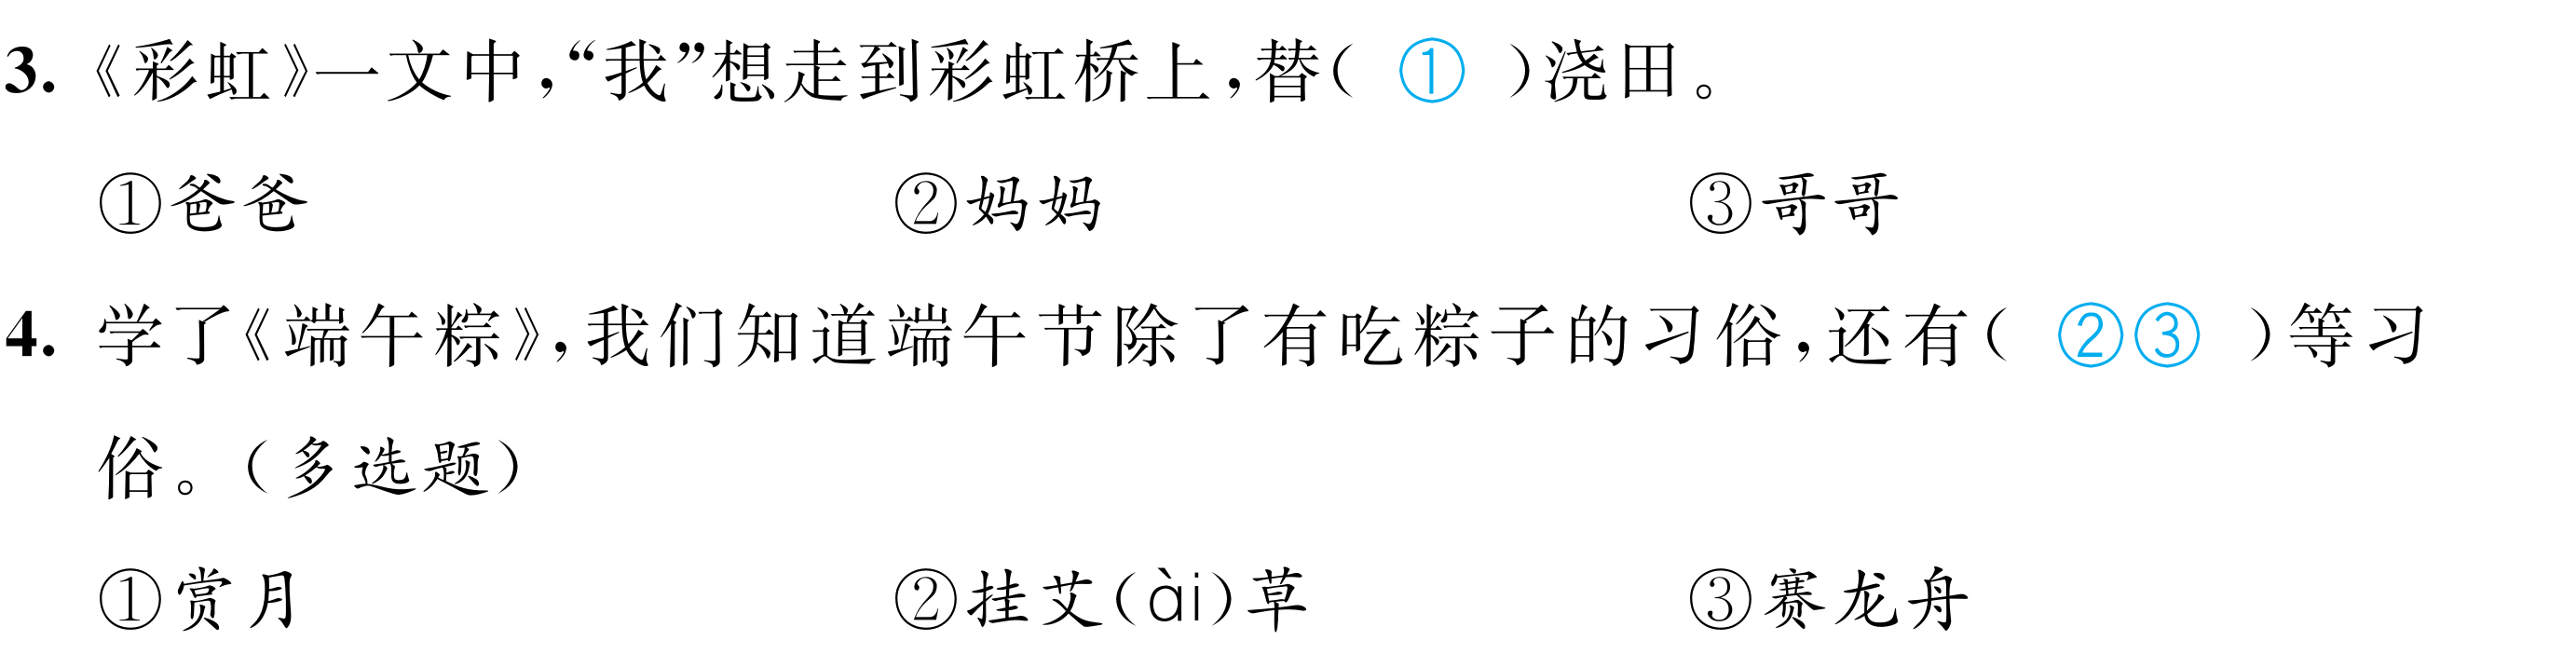 3.《彩虹》一文中,“我”想走到彩虹桥上,替( ① )浇田。
①爸爸 ②妈妈 ③哥哥
4. 学了《端午粽》,我们知道端午节除了有吃粽子的习俗,还有( ②③ )等习
俗。(多选题)
①赏月 ②挂艾(ài)草 ③赛龙舟